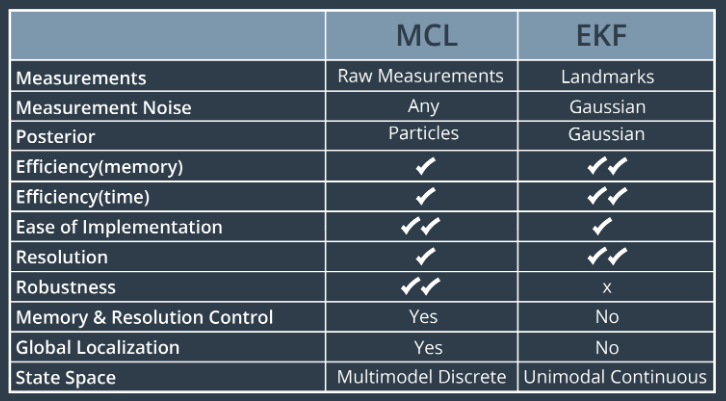 MCL EKF
Measurements Raw Measurements Landmarks
Measurement Noise Any Gaussian
Posterior Particles Gaussian
Efficiency(memory) ✓ ✓✓
Efficiency(time) ✓ ✓✓
Ease of Implementation ✓✓ ✓
Resolution ✓ ✓✓
Robustness ✓✓ x
Memory & Resolution Control Yes No
Global Localization Yes No
State Space Multimodel Discrete Unimodal Continuous